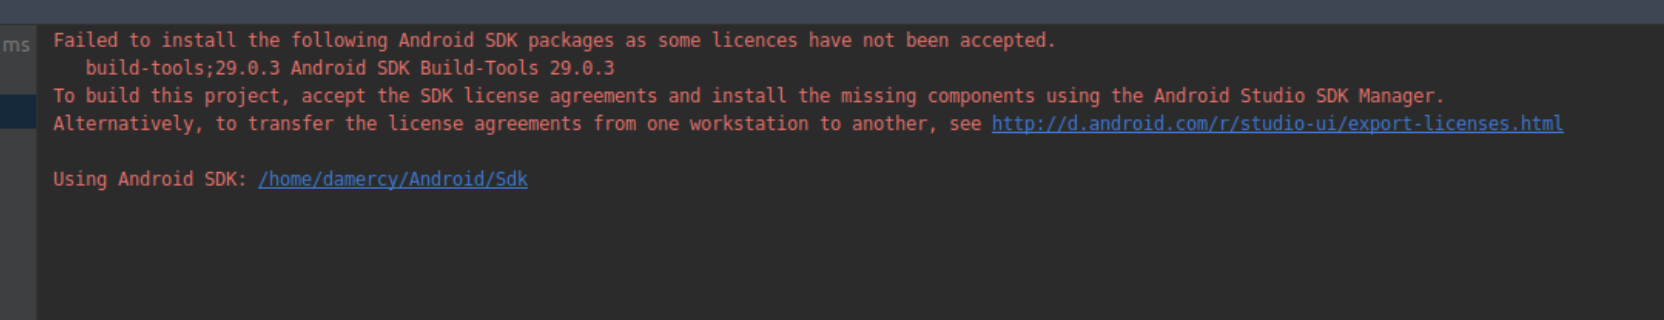 ms
Failed to install the following Android SDK packages as some licences have not been accepted.
build-tools;29.0.3 Android SDK Build-Tools 29.0.3
To build this project, accept the SDK license agreements and install the missing components using the Android Studio SDK Manager.
Alternatively, to transfer the license agreements from one workstation to another, see http://d.android.com/r/studio-ui/export-licenses.html
Using Android SDK: /home/damercy/Android/Sdk